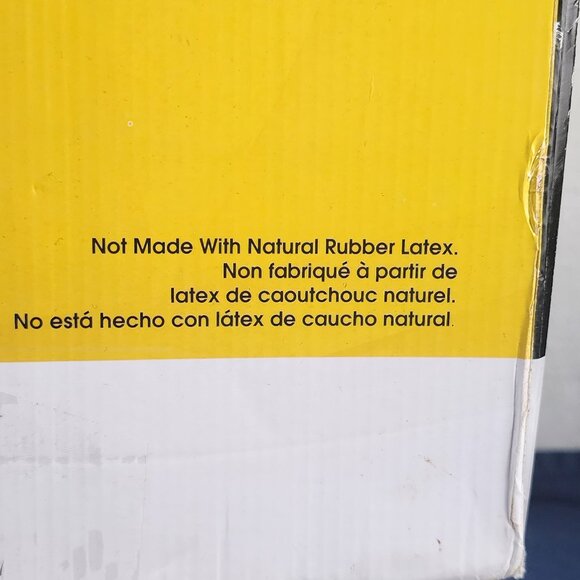 Not Made With Natural Rubber Latex.
Non fabriqué à partir de
latex de caoutchouc naturel.
No está hecho con látex de caucho natural.